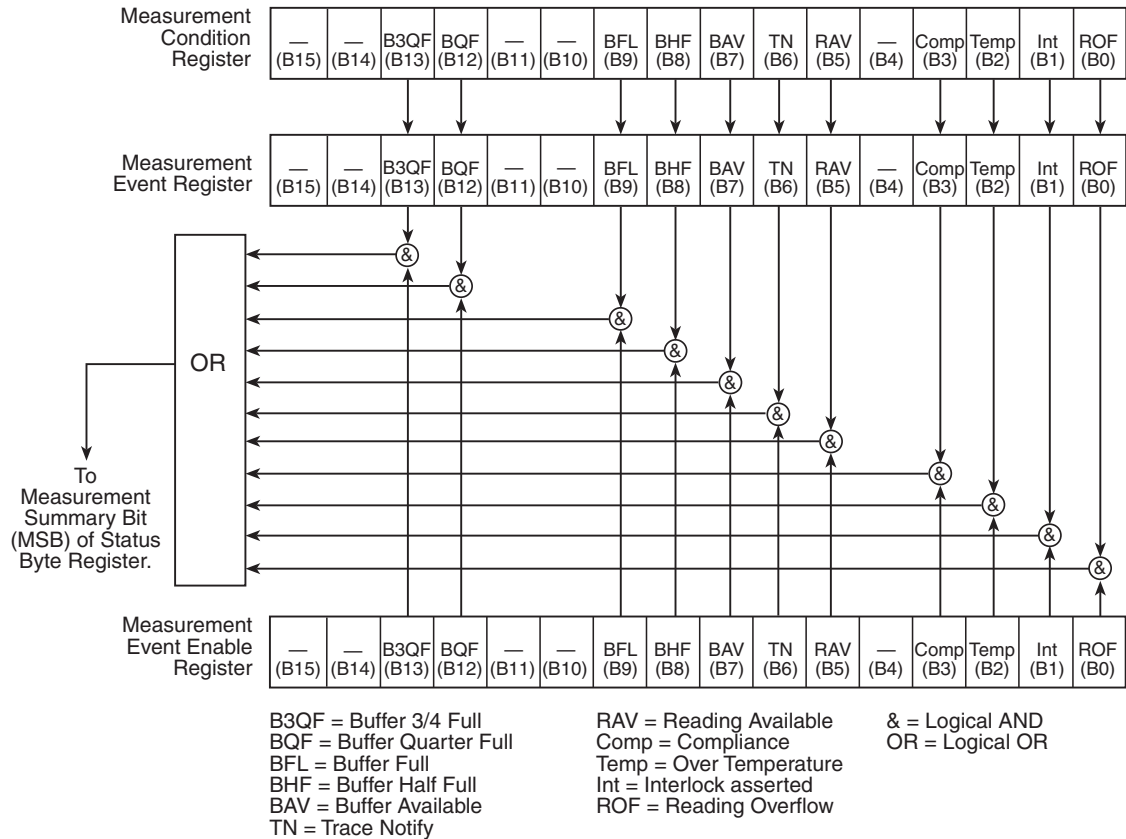 Measurement
Condition
Register
— — B3QF BQF — — BFL BHF BAV TN RAV — Comp Temp Int ROF
(B15) (B14) (B13) (B12) (B11) (B10) (B9) (B8) (B7) (B6) (B5) (B4) (B3) (B2) (B1) (B0)
Measurement
Event Register
— — B3QF BQF — — BFL BHF BAV TN RAV — Comp Temp Int ROF
(B15) (B14) (B13) (B12) (B11) (B10) (B9) (B8) (B7) (B6) (B5) (B4) (B3) (B2) (B1) (B0)
&
&
&
&
&
&
&
&
&
&
&
OR
To
Measurement
Summary Bit
(MSB) of Status
Byte Register.
Measurement
Event Enable
Register
— — B3QF BQF — — BFL BHF BAV TN RAV — Comp Temp Int ROF
(B15) (B14) (B13) (B12) (B11) (B10) (B9) (B8) (B7) (B6) (B5) (B4) (B3) (B2) (B1) (B0)
B3QF = Buffer 3/4 Full
BQF = Buffer Quarter Full
BFL = Buffer Full
BHF = Buffer Half Full
BAV = Buffer Available
TN = Trace Notify
RAV = Reading Available
Comp = Compliance
Temp = Over Temperature
Int = Interlock asserted
ROF = Reading Overflow
& = Logical AND
OR = Logical OR